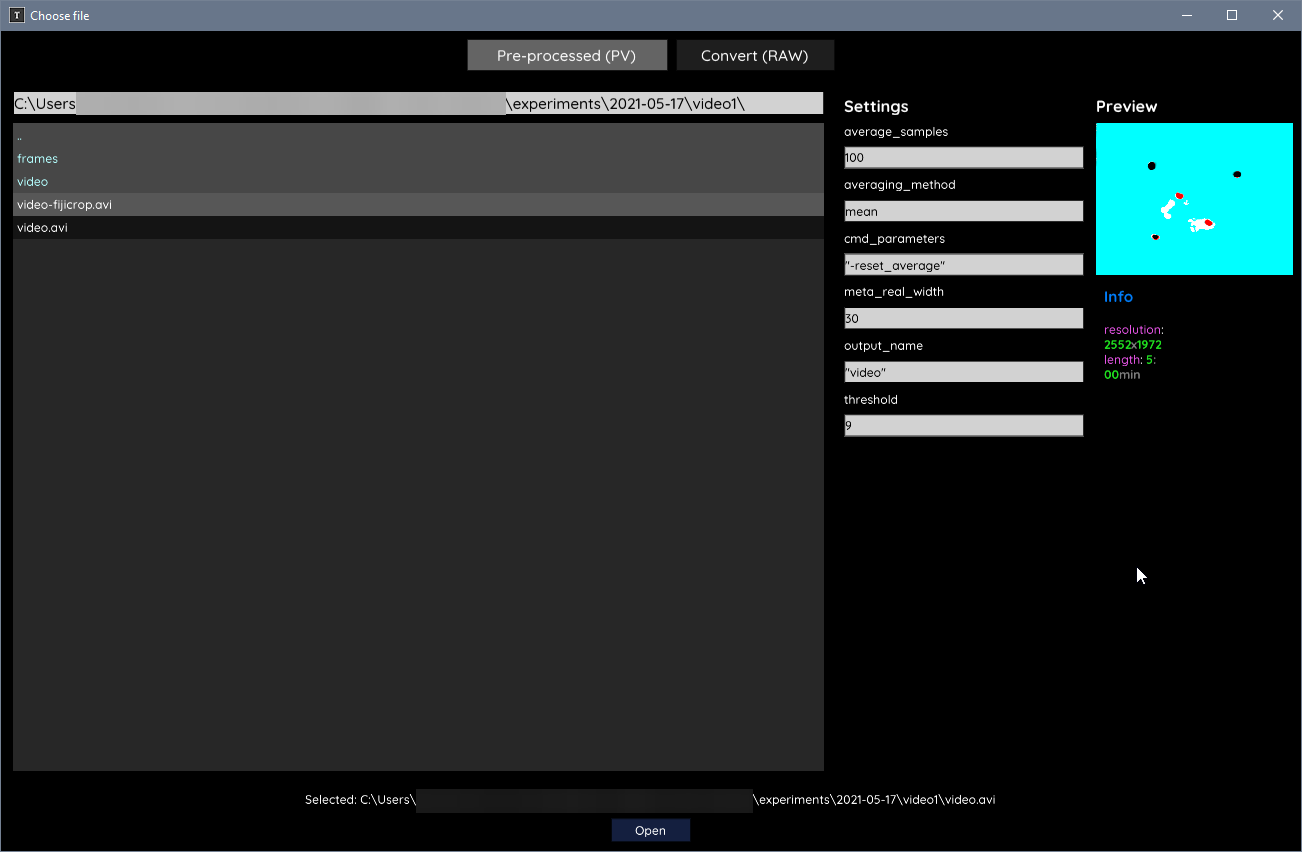 T Choose file
Pre-processed (PV) Convert (RAW)
C:\Users \experiments\2021-05-17\video1\
..
frames
video
video-fijicrop.avi
video.avi
Settings
average_samples
100
averaging_method
mean
cmd_parameters
"-reset_average"
meta_real_width
30
output_name
"video"
threshold
9
Preview
Info
resolution:
2552x1972
length: 5:
00min
Selected: C:\Users\ \experiments\2021-05-17\video1\video.avi
Open